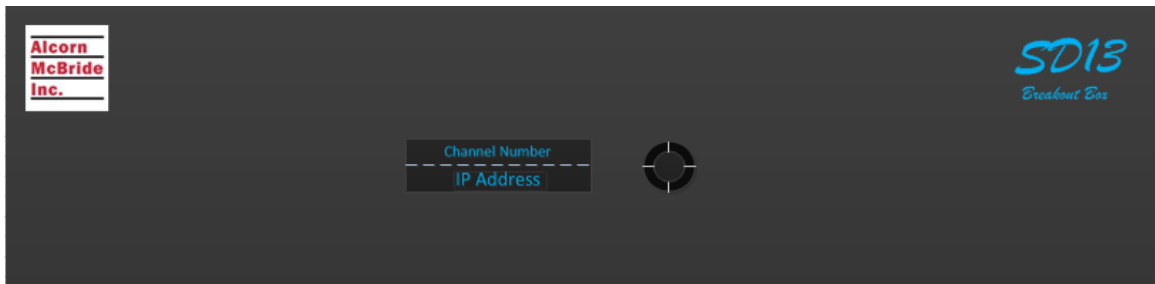 Alcorn
McBride
Inc.
SD13
Breakout Box
Channel Number
IP Address